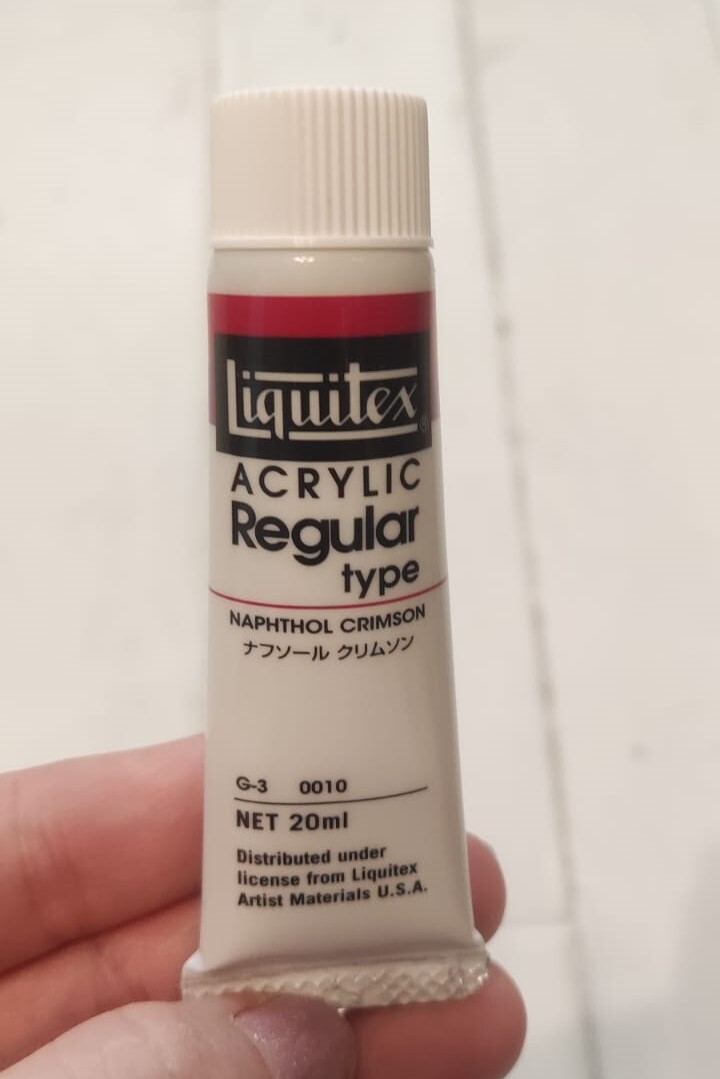 Liquitex®
ACRYLIC
Regular
type
NAPHTHOL CRIMSON
ナフソール クリムソン
G-3 0010
NET 20ml
Distributed under
license from Liquitex
Artist Materials U.S.A.